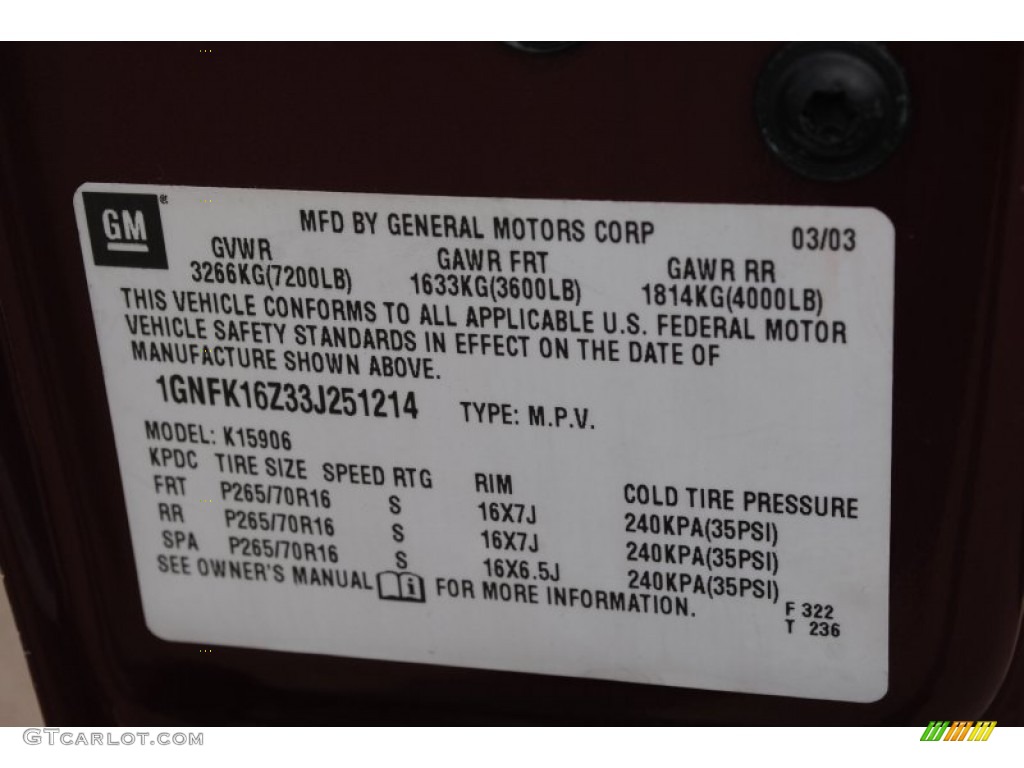 GM®
MFD BY GENERAL MOTORS CORP 03/03
GVWR GAWR FRT GAWR RR
3266KG(7200LB) 1633KG(3600LB) 1814KG(4000LB)
THIS VEHICLE CONFORMS TO ALL APPLICABLE U.S. FEDERAL MOTOR
VEHICLE SAFETY STANDARDS IN EFFECT ON THE DATE OF
MANUFACTURE SHOWN ABOVE.
1GNFK16Z33J251214 TYPE: M.P.V.
MODEL: K15906
KPDC TIRE SIZE SPEED RTG RIM COLD TIRE PRESSURE
FRT P265/70R16 S 16X7J 240KPA(35PSI)
RR P265/70R16 S 16X7J 240KPA(35PSI)
SPA P265/70R16 S 16X6.5J 240KPA(35PSI)
SEE OWNER'S MANUAL i FOR MORE INFORMATION.
F 322
T 236
GTCARLOT.COM